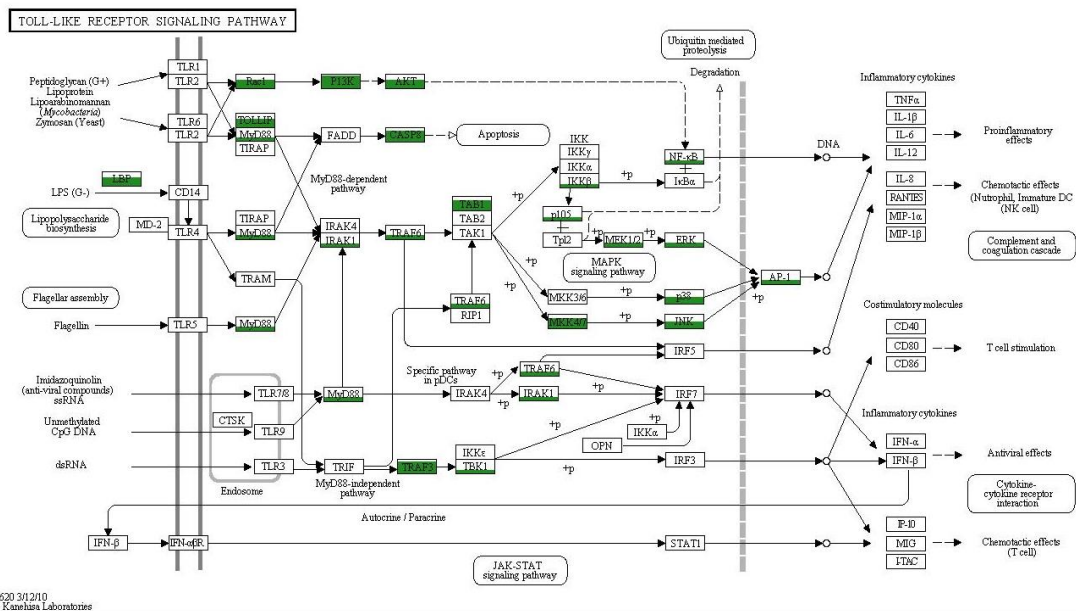 TOLL-LIKE RECEPTOR SIGNALING PATHWAY
Ubiquitin mediated
proteolysis
Degradation
Peptidoglycan (G+)
Lipoprotein
Lipoarabinomannan
(Mycobacteria)
Zymosan (Yeast)
TLR1
TLR2
TLR6
TLR2
Rac1
PI3K
AKT
TOLLIP
MyD88
TIRAP
FADD
CASP8
Apoptosis
MyD88-dependent
pathway
IKK
IKKγ
IKKα
IKKβ
+p
NF-κB
+
IκBα
DNA
LBP
LPS (G-)
CD14
Lipopolysaccharide
biosynthesis
MD-2
TLR4
TIRAP
MyD88
IRAK4
IRAK1
TRAF6
TAB1
TAB2
TAK1
+p
p105
+
Tpl2
+p
MEK1/2
+p
ERK
MAPK
signaling pathway
AP-1
+p
TRAM
+p
+p
MKK3/6
+p
p38
MKK4/7
+p
JNK
TRAF6
RIP1
Flagellar assembly
Flagellin
TLR5
MyD88
IRF5
Imidazoquinolin
(anti-viral compounds)
ssRNA
TLR7/8
MyD88
Specific pathway
in pDCs
IRAK4
+p
TRAF6
+p
IRAK1
+p
IRF7
Unmethylated
CpG DNA
CTSK
TLR9
+p
IKKα
+p
OPN
dsRNA
TLR3
TRIF
TRAF3
IKKε
TBK1
+p
IRF3
Endosome
MyD88-independent
pathway
Autocrine / Paracrine
IFN-β
IFN-αβR
STAT1
JAK-STAT
signaling pathway
Inflammatory cytokines
TNFα
IL-1β
IL-6
IL-12
Proinflammatory
effects
IL-8
RANTES
MIP-1α
MIP-1β
Chemotactic effects
(Nutrophil, Immature DC
(NK cell)
Complement and
coagulation cascade
Costimulatory molecules
CD40
CD80
CD86
T cell stimulation
Inflammatory cytokines
IFN-α
IFN-β
Antiviral effects
Cytokine-
cytokine receptor
interaction
IP-10
MIG
I-TAC
Chemotactic effects
(T cell)
620 3/12/10
Kanehisa Laboratories